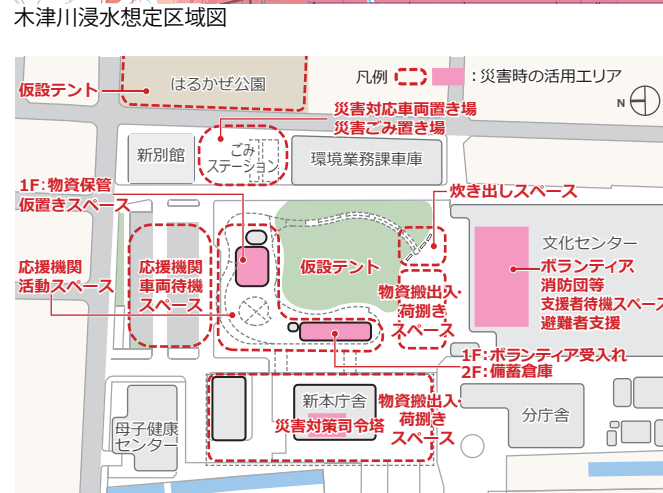 木津川浸水想定区域図
凡例
:災害時の活用エリア
N
仮設テント
はるかぜ公園
災害対応車両置き場
災害ごみ置き場
新別館
ごみ
ステーション
環境業務課車庫
1F:物資保管
仮置きスペース
炊き出しスペース
文化センター
ボランティア
消防団等
支援者待機スペース
避難者支援
応援機関
活動スペース
応援機関
車両待機
スペース
仮設テント
物資搬出入・
荷捌き
スペース
1F:ボランティア受入れ
2F:備蓄倉庫
新本庁舎
災害対策司令塔
物資搬出入・
荷捌き
スペース
母子健康
センター
分庁舎